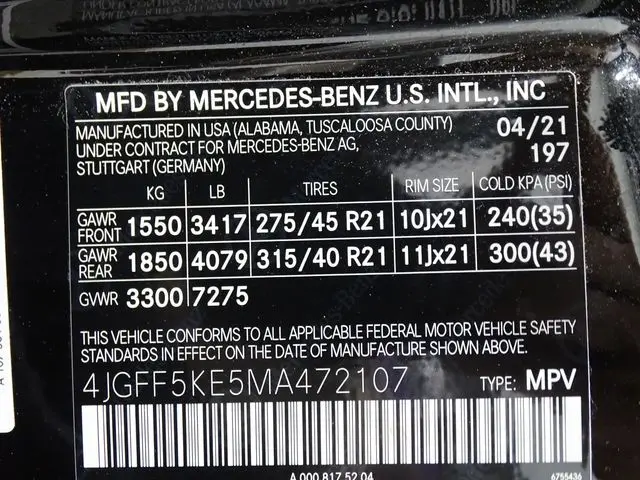 MFD BY MERCEDES-BENZ U.S. INTL., INC
MANUFACTURED IN USA (ALABAMA, TUSCALOOSA COUNTY) 04/21
UNDER CONTRACT FOR MERCEDES-BENZ AG, 197
STUTTGART (GERMANY)
KG LB TIRES RIM SIZE COLD KPA (PSI)
GAWR FRONT 1550 3417 275/45 R21 10Jx21 240(35)
GAWR REAR 1850 4079 315/40 R21 11Jx21 300(43)
GVWR 3300 7275
THIS VEHICLE CONFORMS TO ALL APPLICABLE FEDERAL MOTOR VEHICLE SAFETY
STANDARDS IN EFFECT ON THE DATE OF MANUFACTURE SHOWN ABOVE.
4JGFF5KE5MA472107 TYPE: MPV
A 000 817 52 04 6755436